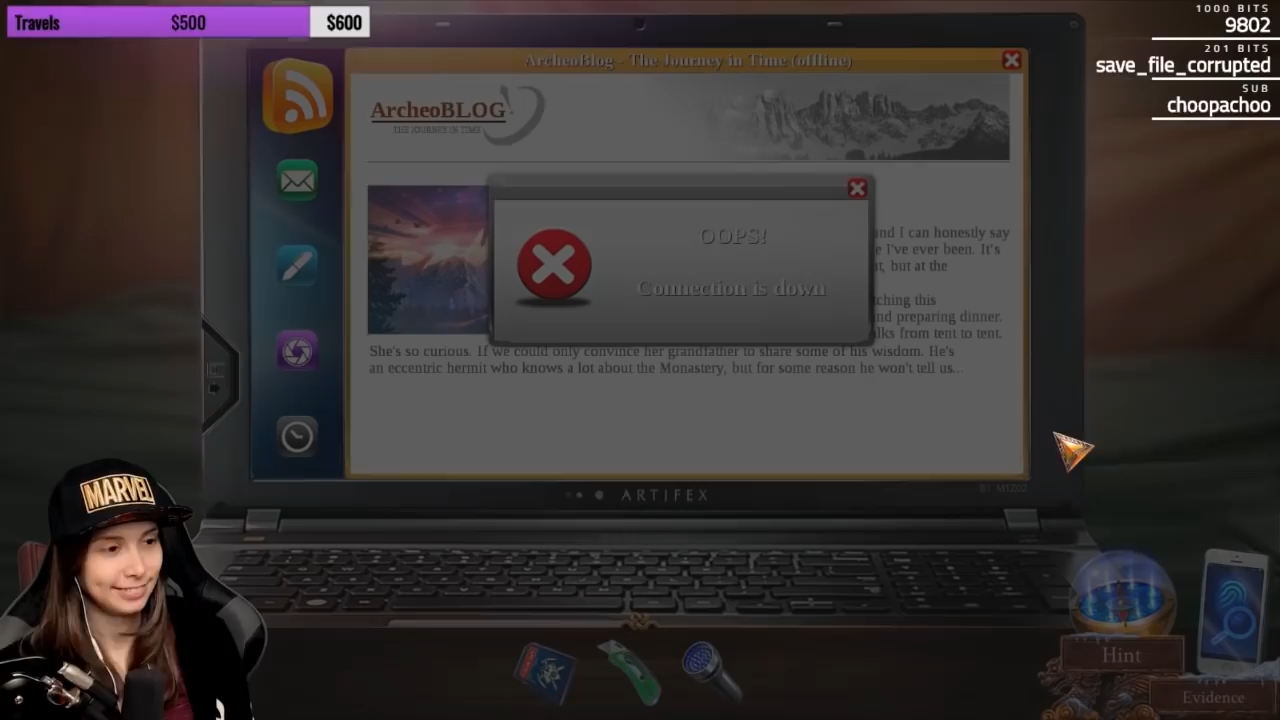 Travels $500 $600
1000 BITS
9802
201 BITS
save_file_corrupted
SUB
choopachoo
ArcheoBlog - The Journey in Time (offline)
ArcheoBLOG
THE JOURNEY IN TIME
OOPS!
Connection is down
and I can honestly say
e I've ever been. It's
t, but at the
tching this
nd preparing dinner.
lks from tent to tent.
She's so curious. If we could only convince her grandfather to share some of his wisdom. He's
an eccentric hermit who knows a lot about the Monastery, but for some reason he won't tell us...
ARTIFEX
MARVEL
Hint
Evidence